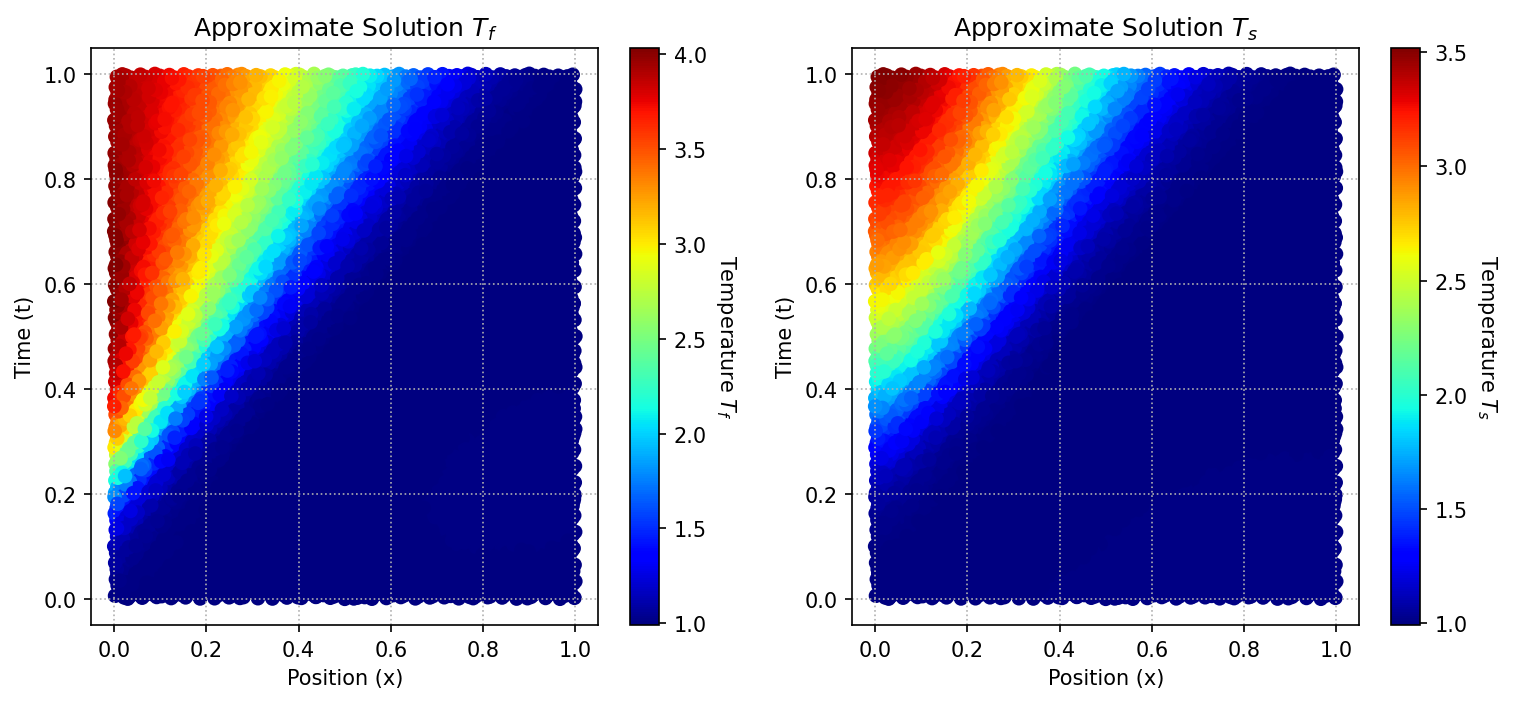 Approximate Solution T_f
1.0
0.8
0.6
0.4
0.2
0.0
Time (t)
0.0 0.2 0.4 0.6 0.8 1.0
Position (x)
4.0
3.5
3.0
2.5
2.0
1.5
1.0
Temperature T_f
Approximate Solution T_s
1.0
0.8
0.6
0.4
0.2
0.0
Time (t)
0.0 0.2 0.4 0.6 0.8 1.0
Position (x)
3.5
3.0
2.5
2.0
1.5
1.0
Temperature T_s